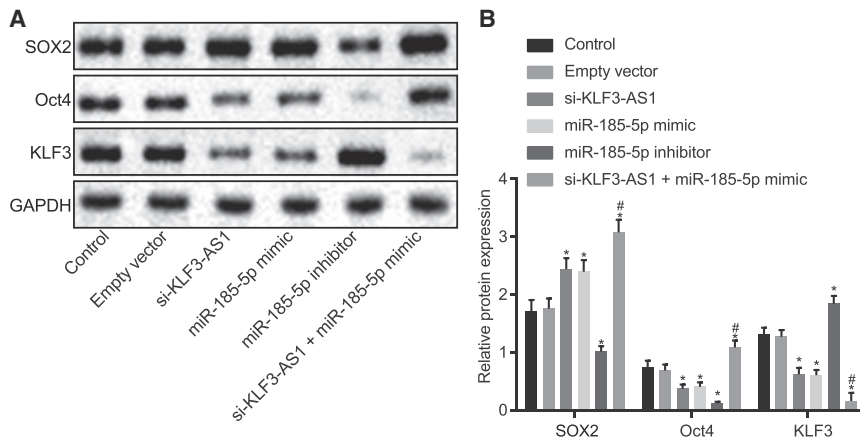 A
SOX2
Oct4
KLF3
GAPDH
Control
Empty vector
si-KLF3-AS1
miR-185-5p mimic
miR-185-5p inhibitor
si-KLF3-AS1 + miR-185-5p mimic
B
Control
Empty vector
si-KLF3-AS1
miR-185-5p mimic
miR-185-5p inhibitor
si-KLF3-AS1 + miR-185-5p mimic
Relative protein expression
4
3
2
1
0
* * * # *
* * * # *
* * * # *
SOX2 Oct4 KLF3